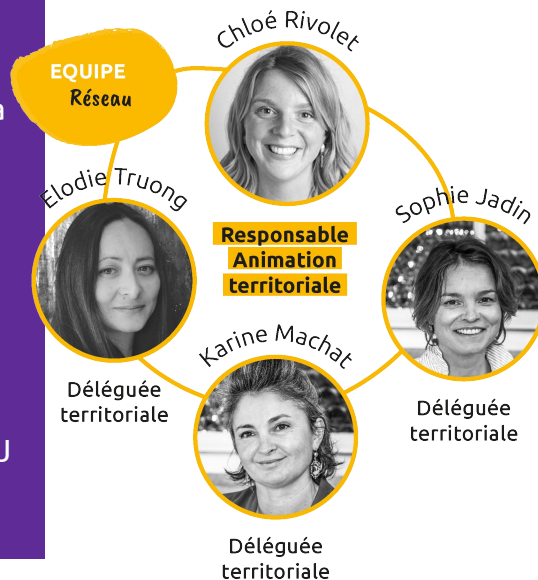 EQUIPE
Réseau
Chloé Rivolet
Responsable
Animation
territoriale
Elodie Truong
Déléguée
territoriale
Sophie Jadin
Déléguée
territoriale
Karine Machat
Déléguée
territoriale